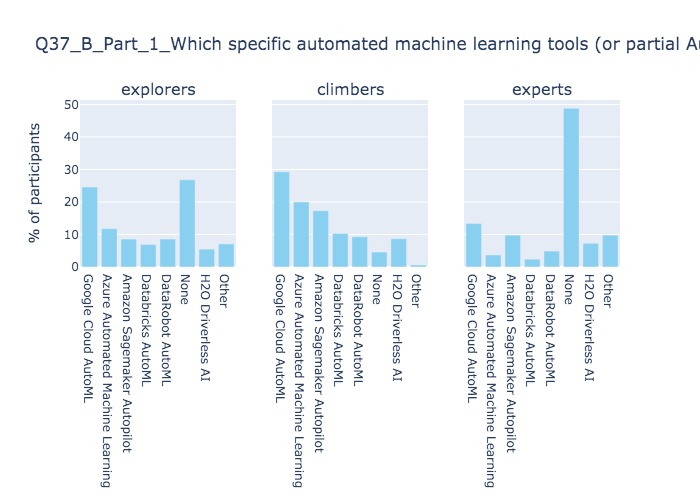 Q37_B_Part_1_Which specific automated machine learning tools (or partial
explorers
climbers
experts
% of participants
50
40
30
20
10
0
Google Cloud AutoML
Azure Automated Machine Learning
Amazon Sagemaker Autopilot
Databricks AutoML
DataRobot AutoML
None
H2O Driverless AI
Other
Google Cloud AutoML
Azure Automated Machine Learning
Amazon Sagemaker Autopilot
Databricks AutoML
DataRobot AutoML
None
H2O Driverless AI
Other
Google Cloud AutoML
Azure Automated Machine Learning
Amazon Sagemaker Autopilot
Databricks AutoML
DataRobot AutoML
None
H2O Driverless AI
Other